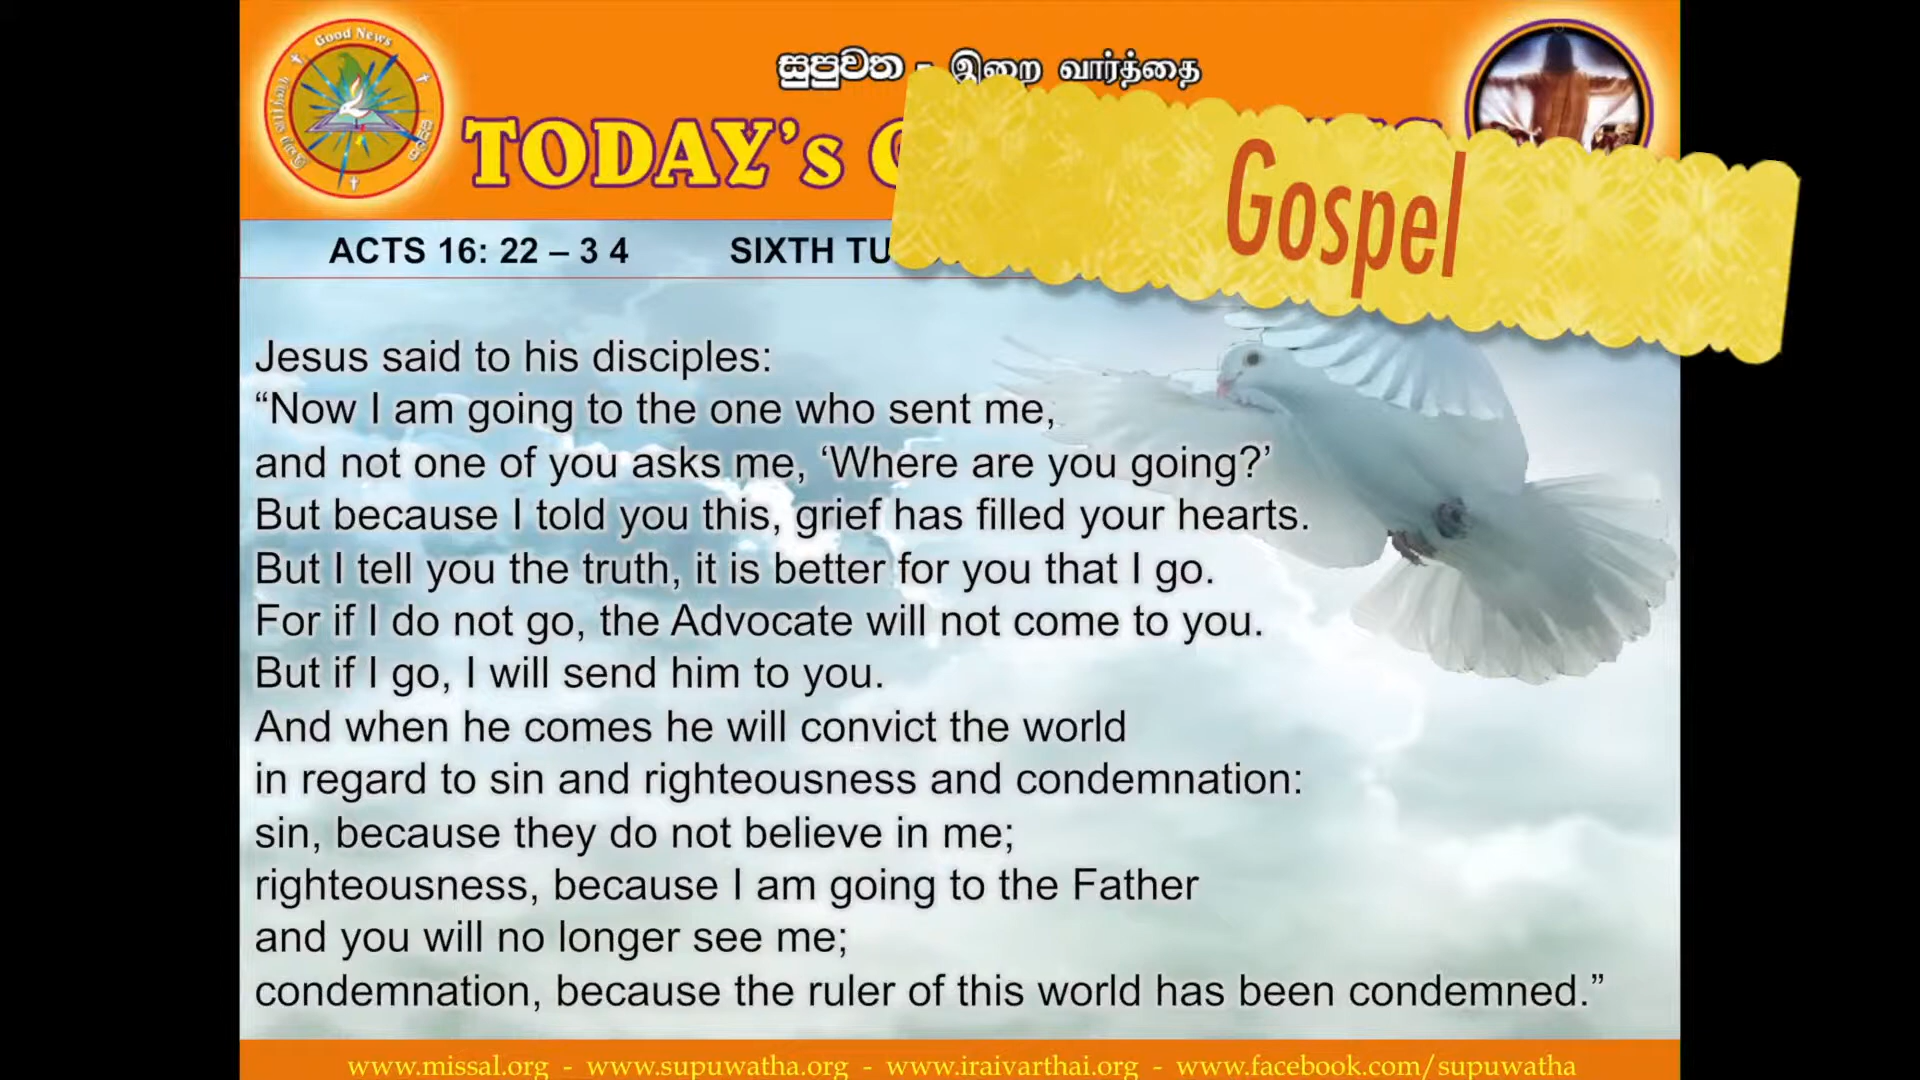 Good News
සුපුවත - இறை வார்த்தை
TODAY's
Gospel
ACTS 16: 22 – 3 4 SIXTH
Jesus said to his disciples:
“Now I am going to the one who sent me,
and not one of you asks me, ‘Where are you going?’
But because I told you this, grief has filled your hearts.
But I tell you the truth, it is better for you that I go.
For if I do not go, the Advocate will not come to you.
But if I go, I will send him to you.
And when he comes he will convict the world
in regard to sin and righteousness and condemnation:
sin, because they do not believe in me;
righteousness, because I am going to the Father
and you will no longer see me;
condemnation, because the ruler of this world has been condemned.”
www.missal.org - www.supuwatha.org - www.iraivarthai.org - www.facebook.com/supuwatha